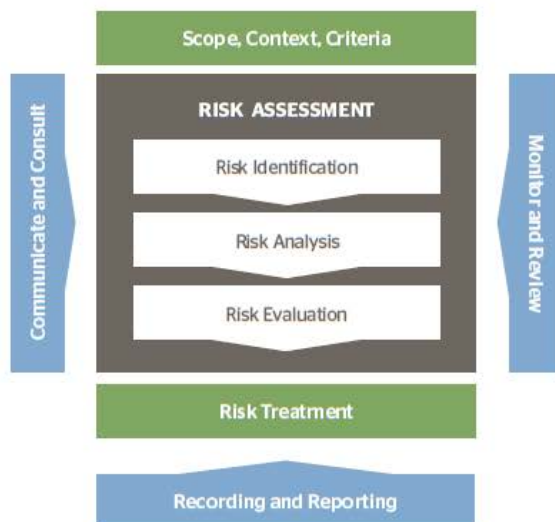 Scope, Context, Criteria
Communicate and Consult
RISK ASSESSMENT
Risk Identification
Risk Analysis
Risk Evaluation
Monitor and Review
Risk Treatment
Recording and Reporting